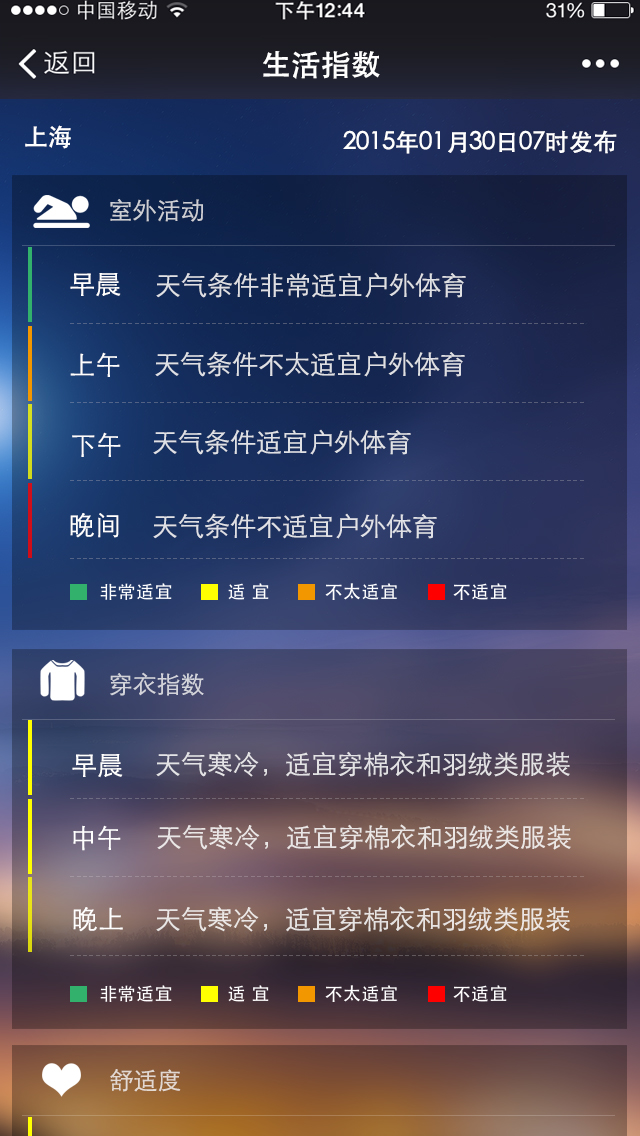 中国移动 下午12:44 31%
返回 生活指数
上海 2015年01月30日07时发布
室外活动
早晨 天气条件非常适宜户外体育
上午 天气条件不太适宜户外体育
下午 天气条件适宜户外体育
晚间 天气条件不适宜户外体育
非常适宜 适 宜 不太适宜 不适宜
穿衣指数
早晨 天气寒冷，适宜穿棉衣和羽绒类服装
中午 天气寒冷，适宜穿棉衣和羽绒类服装
晚上 天气寒冷，适宜穿棉衣和羽绒类服装
非常适宜 适 宜 不太适宜 不适宜
舒适度